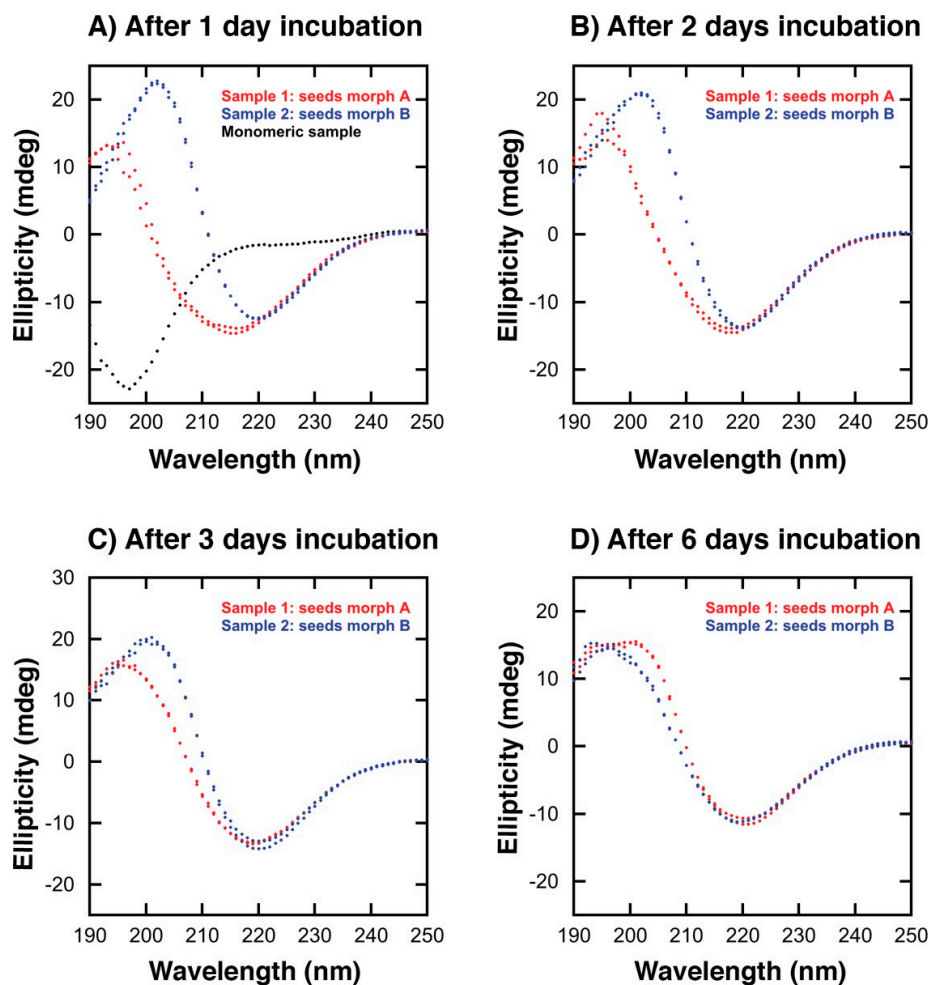 A) After 1 day incubation
20
10
0
-10
-20
Ellipticity (mdeg)
Sample 1: seeds morph A
Sample 2: seeds morph B
Monomeric sample
190 200 210 220 230 240 250
Wavelength (nm)
B) After 2 days incubation
20
10
0
-10
-20
Ellipticity (mdeg)
Sample 1: seeds morph A
Sample 2: seeds morph B
190 200 210 220 230 240 250
Wavelength (nm)
C) After 3 days incubation
30
20
10
0
-10
-20
Ellipticity (mdeg)
Sample 1: seeds morph A
Sample 2: seeds morph B
190 200 210 220 230 240 250
Wavelength (nm)
D) After 6 days incubation
20
10
0
-10
-20
Ellipticity (mdeg)
Sample 1: seeds morph A
Sample 2: seeds morph B
190 200 210 220 230 240 250
Wavelength (nm)